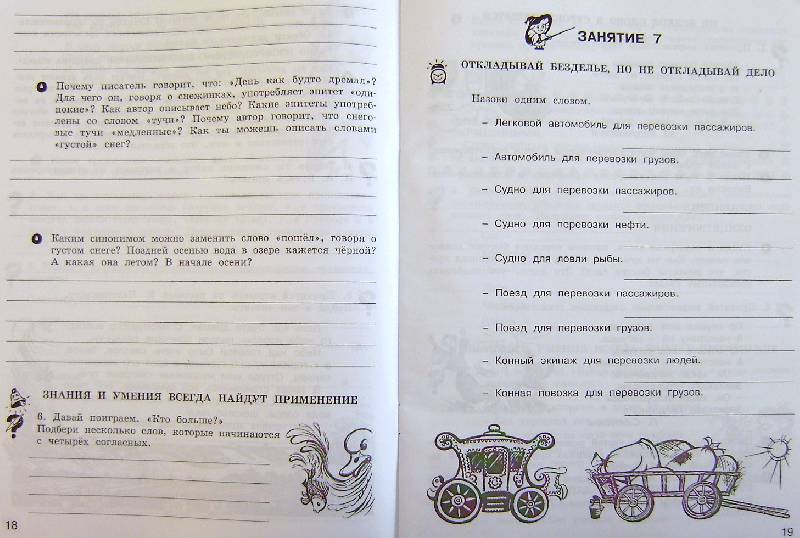 Почему писатель говорит, что: «День как будто дремал»?
Для чего он, говоря о снежинках, употребляет эпитет «оди-
нокие»? Как автор описывает небо? Какие эпитеты употреб-
лены со словом «тучи»? Почему автор говорит, что снего-
вые тучи «медленные»? Как ты можешь описать словами
«густой» снег?
Каким синонимом можно заменить слово «пошёл», говоря о
густом снеге? Поздней осенью вода в озере кажется чёрной?
А какая она летом? В начале осени?
ЗНАНИЯ И УМЕНИЯ ВСЕГДА НАЙДУТ ПРИМЕНЕНИЕ
6. Давай поиграем. «Кто больше?»
Подбери несколько слов, которые начинаются
с четырёх согласных.
18
ЗАНЯТИЕ 7
ОТКЛАДЫВАЙ БЕЗДЕЛЬЕ, НО НЕ ОТКЛАДЫВАЙ ДЕЛО
Назови одним словом.
– Легковой автомобиль для перевозки пассажиров.
– Автомобиль для перевозки грузов.
– Судно для перевозки пассажиров.
– Судно для перевозки нефти.
– Судно для ловли рыбы.
– Поезд для перевозки пассажиров.
– Поезд для перевозки грузов.
– Конный экипаж для перевозки людей.
– Конная повозка для перевозки грузов.
19